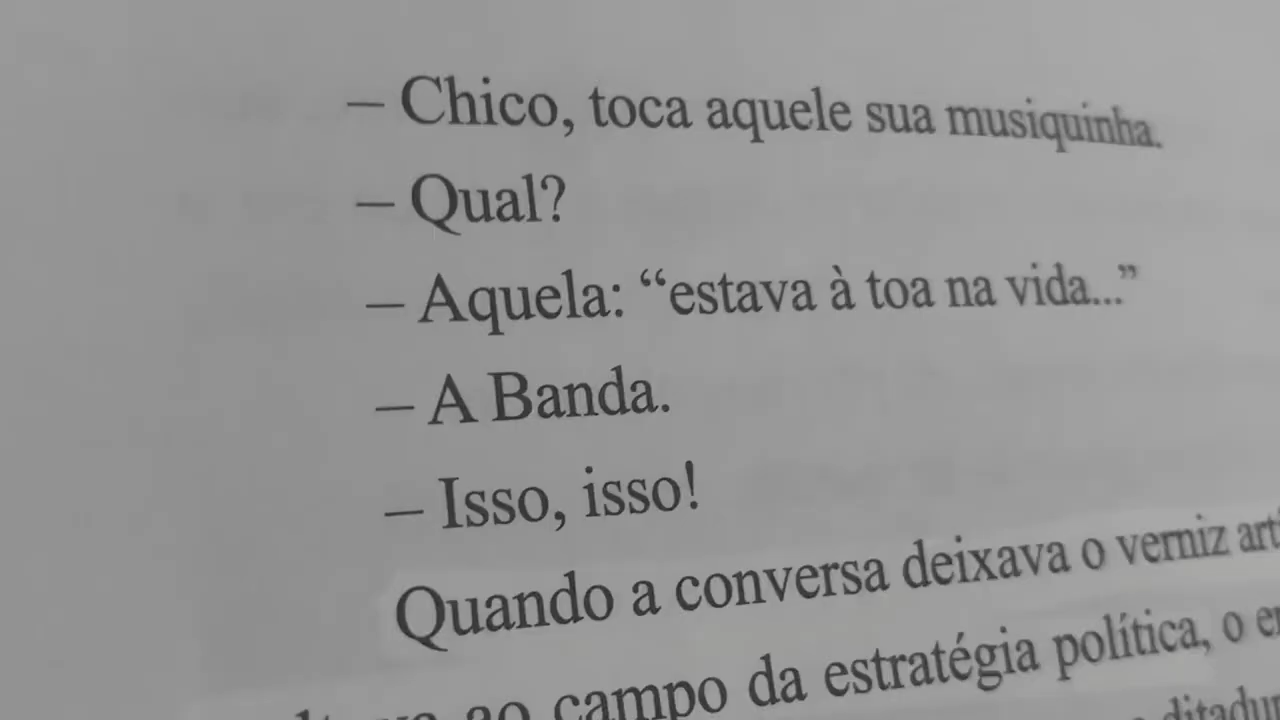 – Chico, toca aquele sua musiquinha.
– Qual?
– Aquela: “estava à toa na vida...”
– A Banda.
– Isso, isso!
Quando a conversa deixava o verniz
ao campo da estratégia política, o